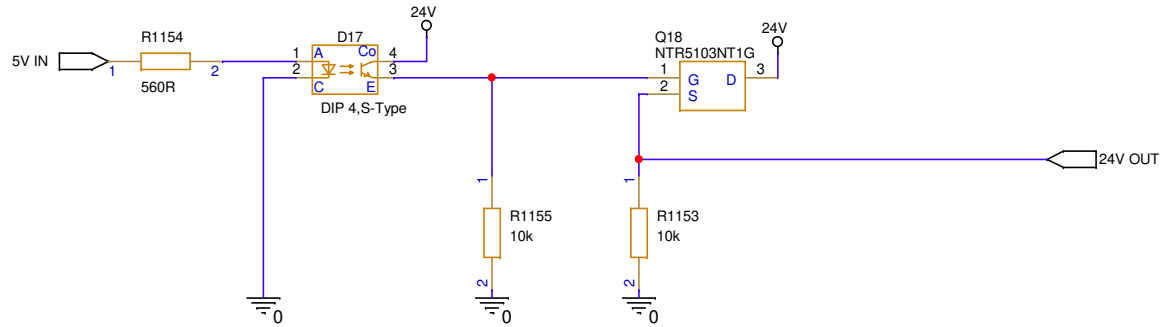 24V
24V
R1154
D17
Q18
NTR5103NT1G
5V IN
1
2
560R
1
A
Co
4
2
C
E
3
DIP 4,S-Type
1
G
D
3
2
S
24V OUT
1
R1155
10k
2
1
R1153
10k
2
0
0
0